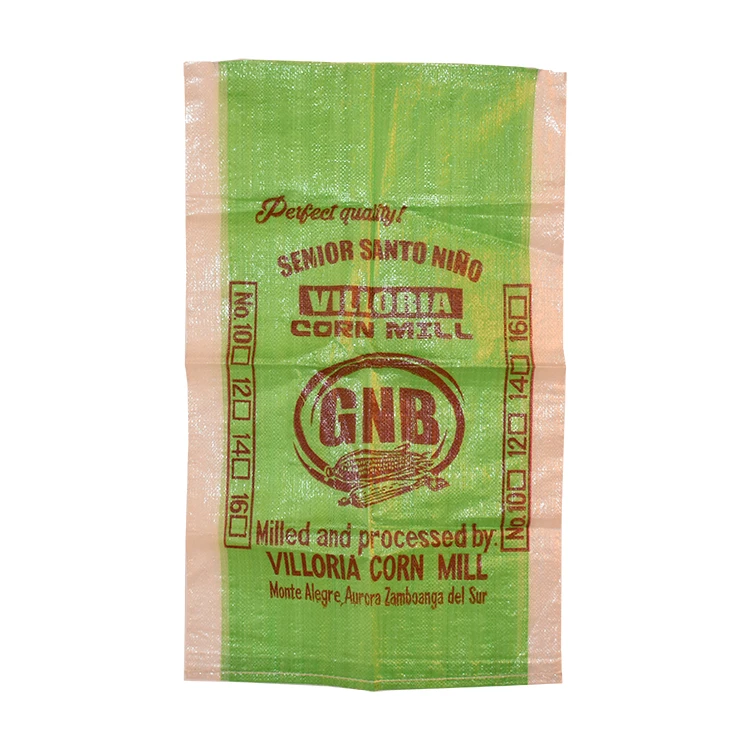 Perfect quality!
SENIOR SANTO NIÑO
VILLORIA
CORN MILL
GNB
No. 10 12 14 16
No. 10 12 14 16
Milled and processed by:
VILLORIA CORN MILL
Monte Alegre, Aurora Zamboanga del Sur